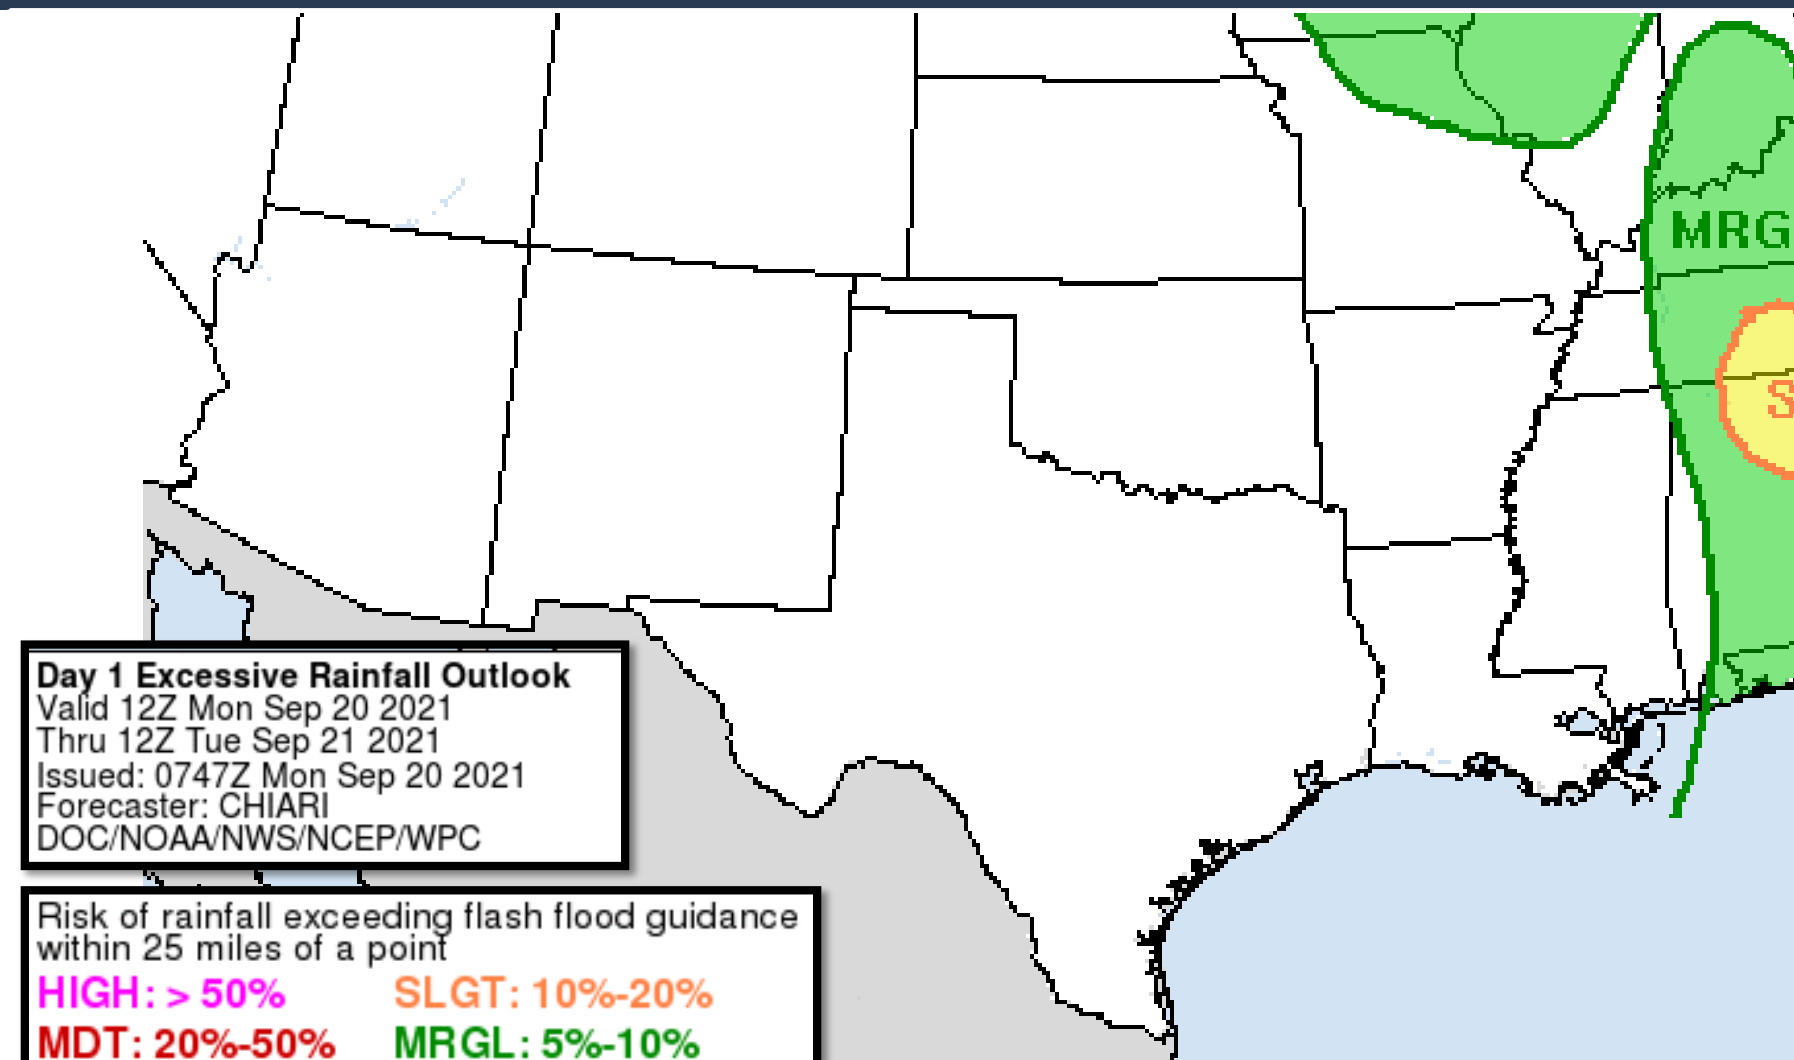 MRG
S
Day 1 Excessive Rainfall Outlook
Valid 12Z Mon Sep 20 2021
Thru 12Z Tue Sep 21 2021
Issued: 0747Z Mon Sep 20 2021
Forecaster: CHIARI
DOC/NOAA/NWS/NCEP/WPC
Risk of rainfall exceeding flash flood guidance
within 25 miles of a point
HIGH: > 50% SLGT: 10%-20%
MDT: 20%-50% MRGL: 5%-10%